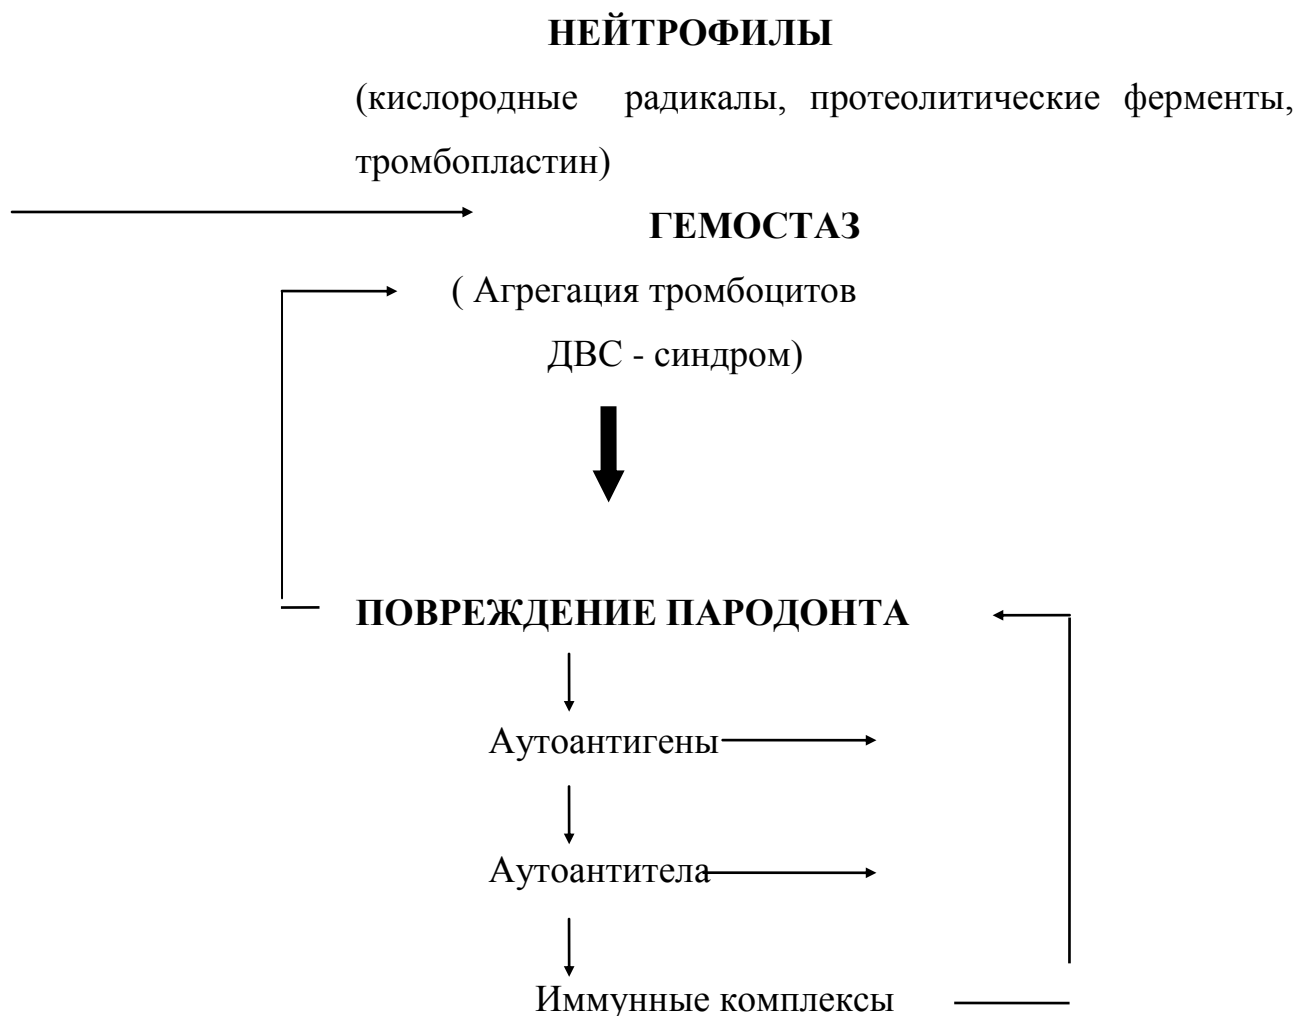 НЕЙТРОФИЛЫ
(кислородные радикалы, протеолитические ферменты,
тромбопластин)
ГЕМОСТАЗ
( Агрегация тромбоцитов
ДВС - синдром)
ПОВРЕЖДЕНИЕ ПАРОДОНТА
Аутоантигены
Аутоантитела
Иммунные комплексы